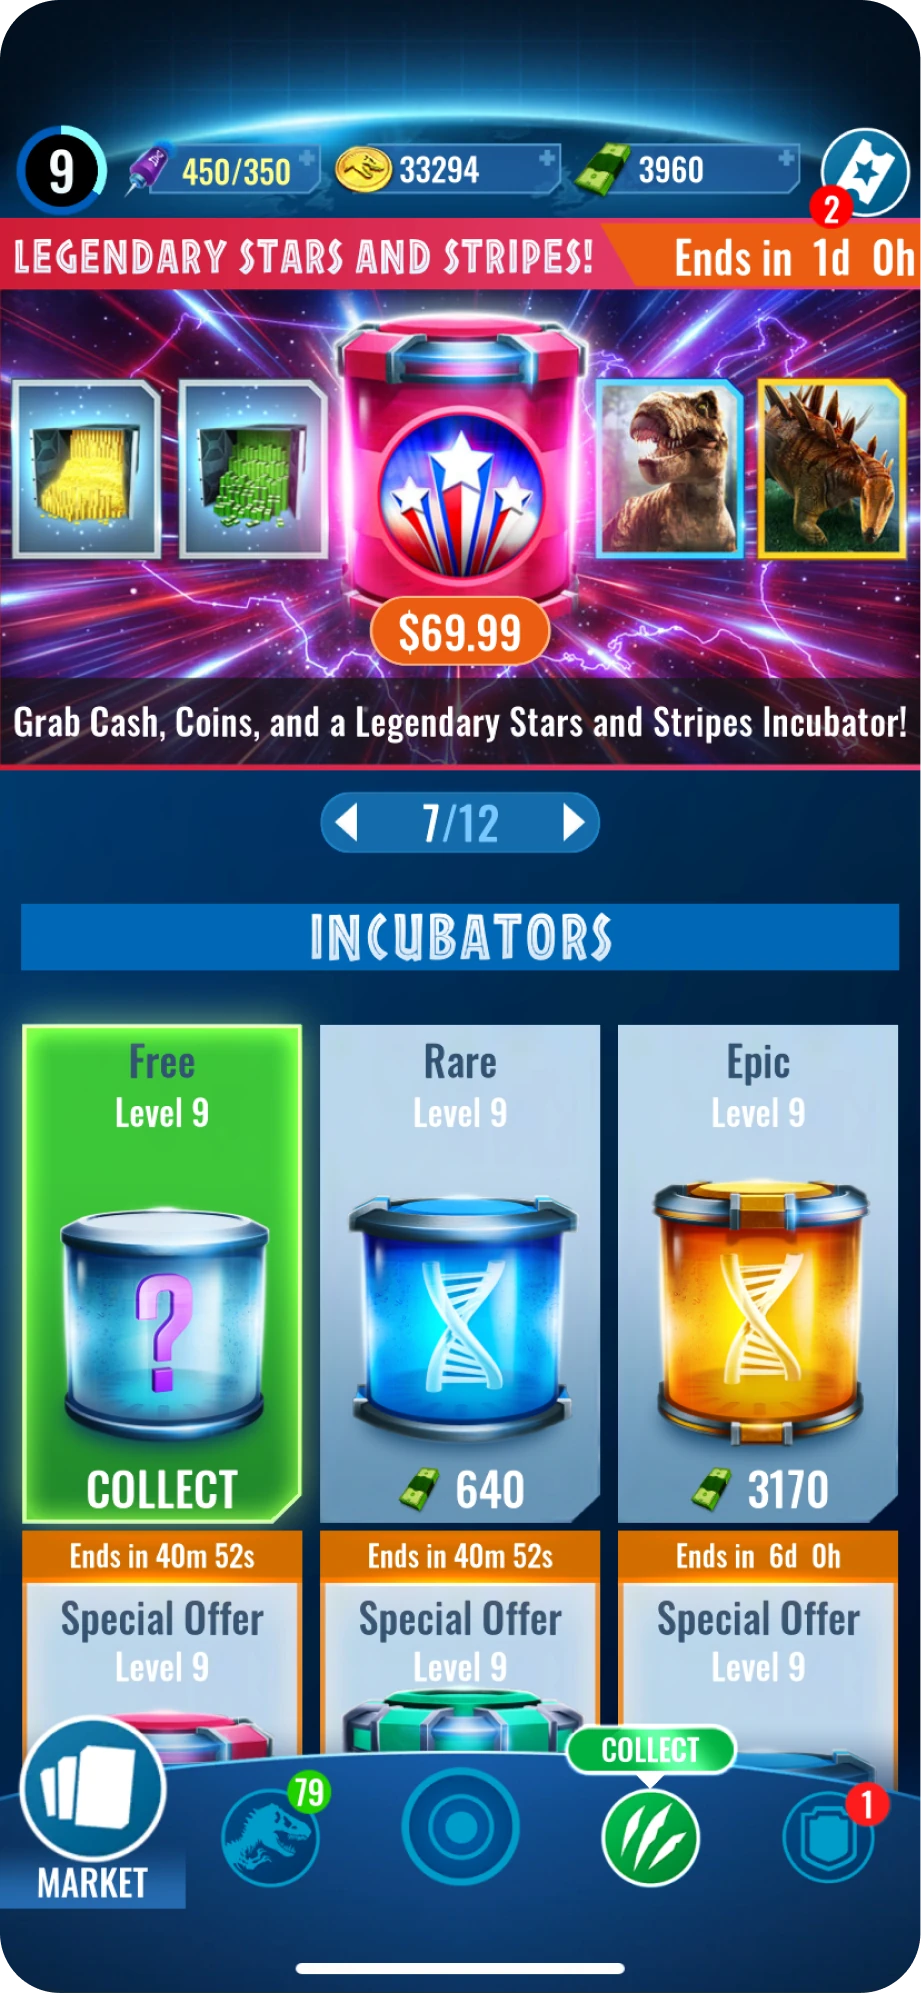 9
450/350
33294
3960
2
LEGENDARY STARS AND STRIPES!
Ends in 1d 0h
$69.99
Grab Cash, Coins, and a Legendary Stars and Stripes Incubator!
7/12
INCUBATORS
Free
Level 9
COLLECT
Rare
Level 9
640
Epic
Level 9
3170
Ends in 40m 52s
Special Offer
Level 9
Ends in 40m 52s
Special Offer
Level 9
Ends in 6d 0h
Special Offer
Level 9
MARKET
79
COLLECT
1